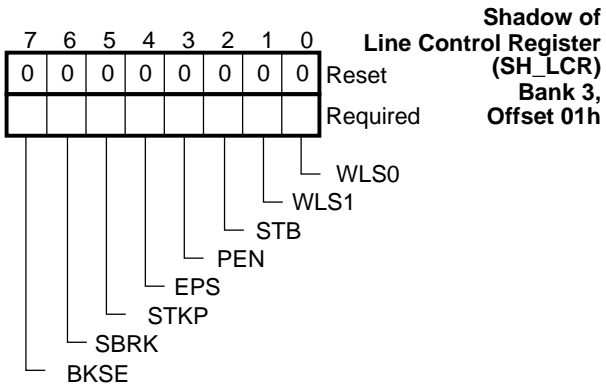 Shadow of
Line Control Register
(SH_LCR)
Bank 3,
Offset 01h
7 6 5 4 3 2 1 0
0 0 0 0 0 0 0 0 Reset
Required
WLS0
WLS1
STB
PEN
EPS
STKP
SBRK
BKSE